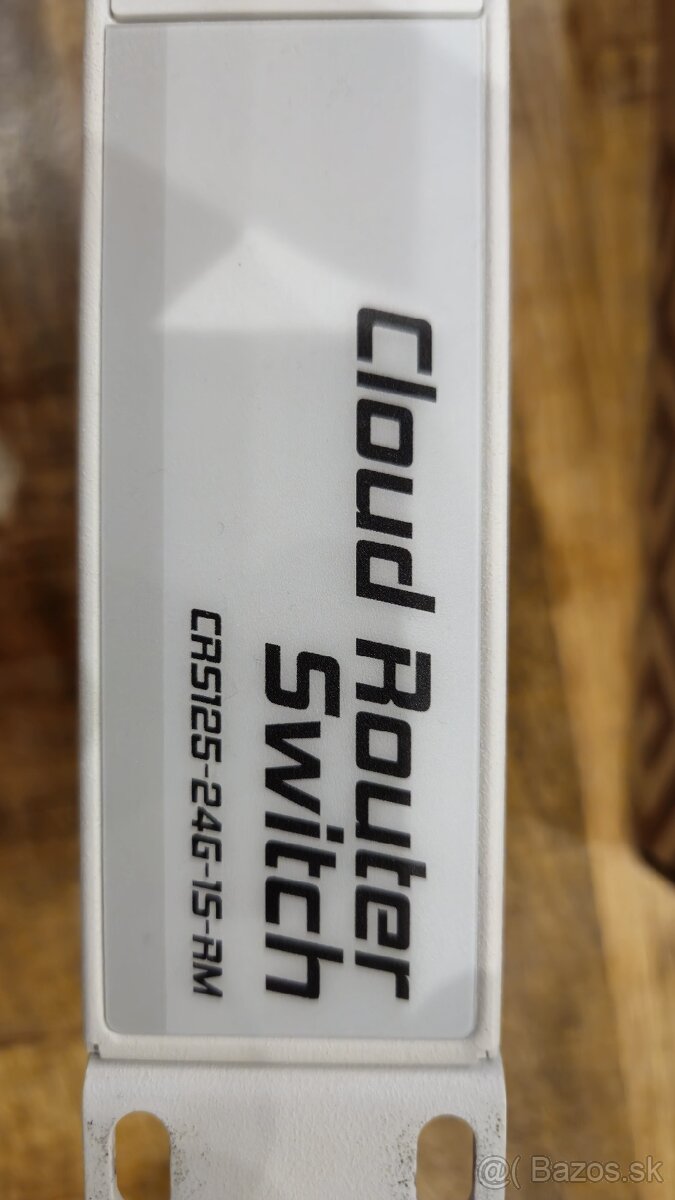 Cloud Router
Switch
CRS125-24G-1S-RM
@( Bazos.sk